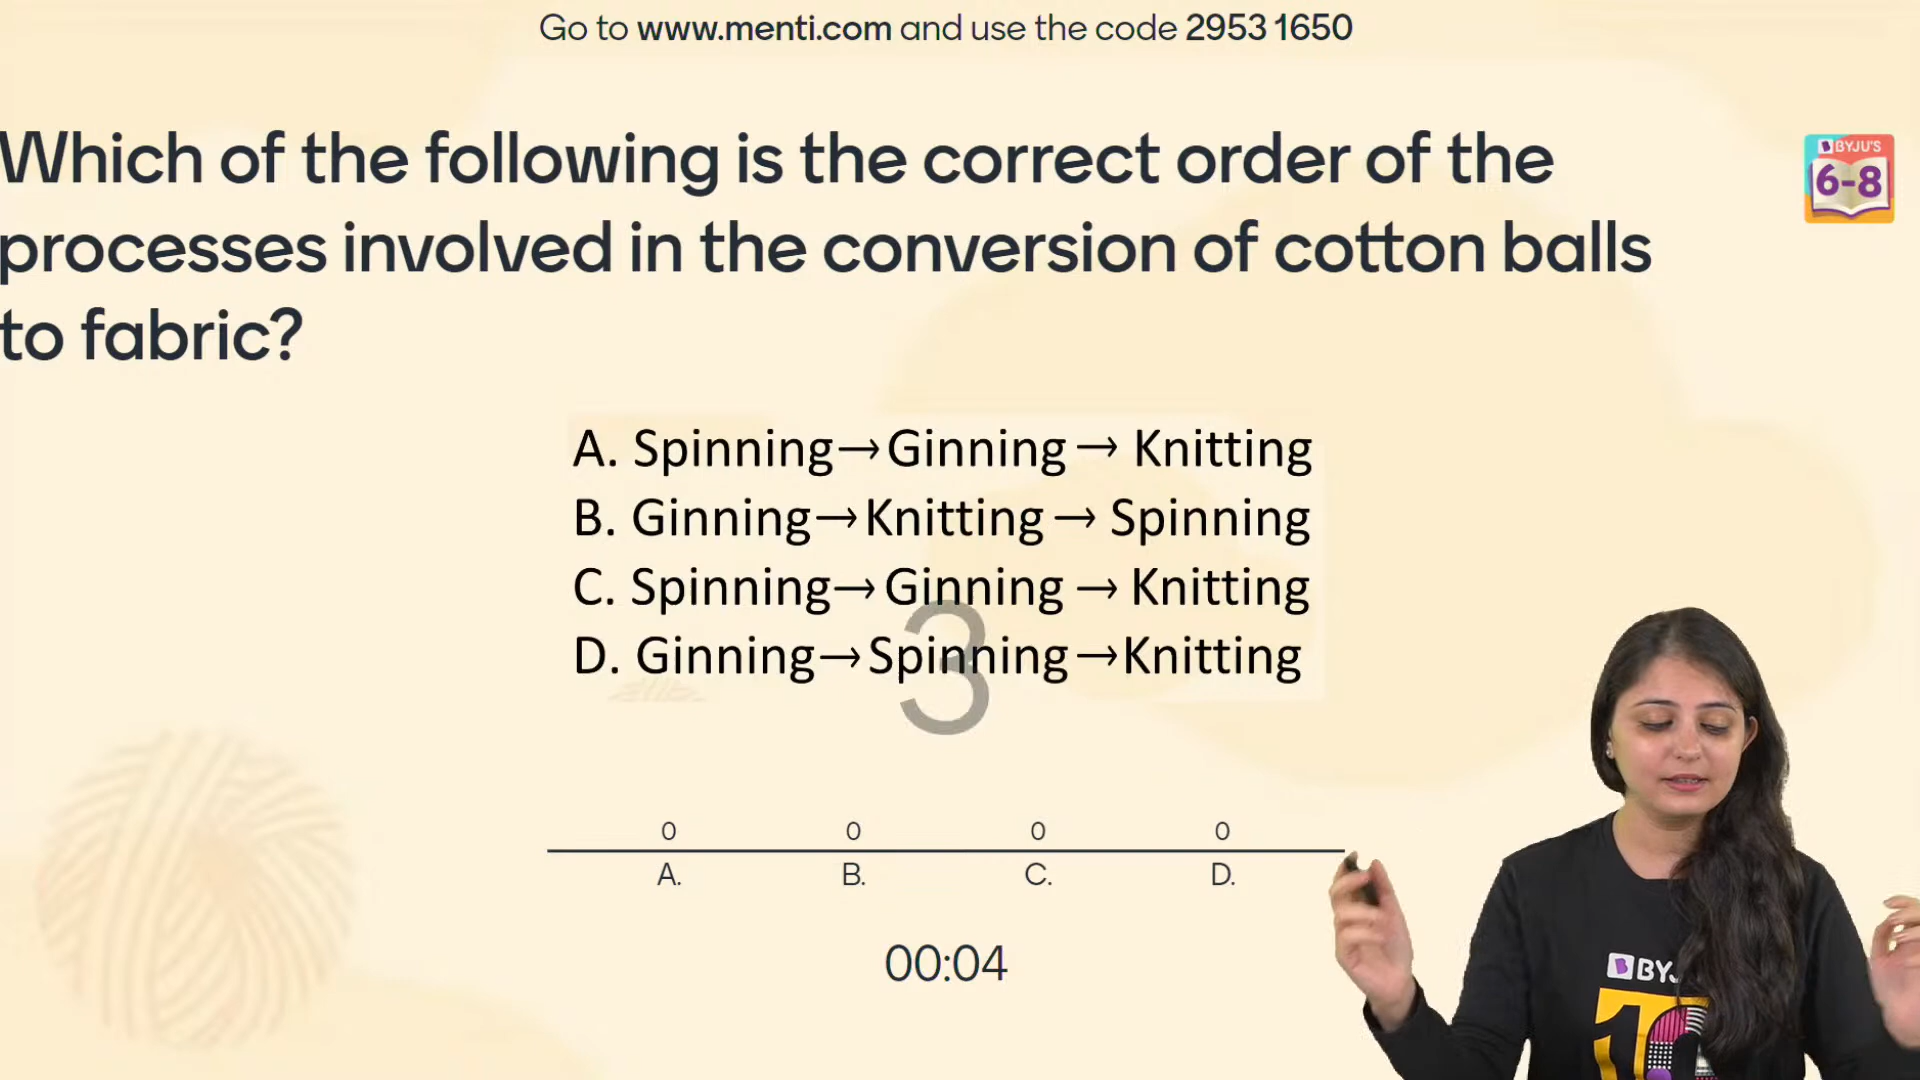 Go to www.menti.com and use the code 2953 1650
Which of the following is the correct order of the
processes involved in the conversion of cotton balls
to fabric?
BYJU'S
6-8
A. Spinning→Ginning→ Knitting
B. Ginning→Knitting→ Spinning
C. Spinning→Ginning → Knitting
D. Ginning→Spinning→Knitting
3
0 0 0 0
A. B. C. D.
00:04
BYJ
10